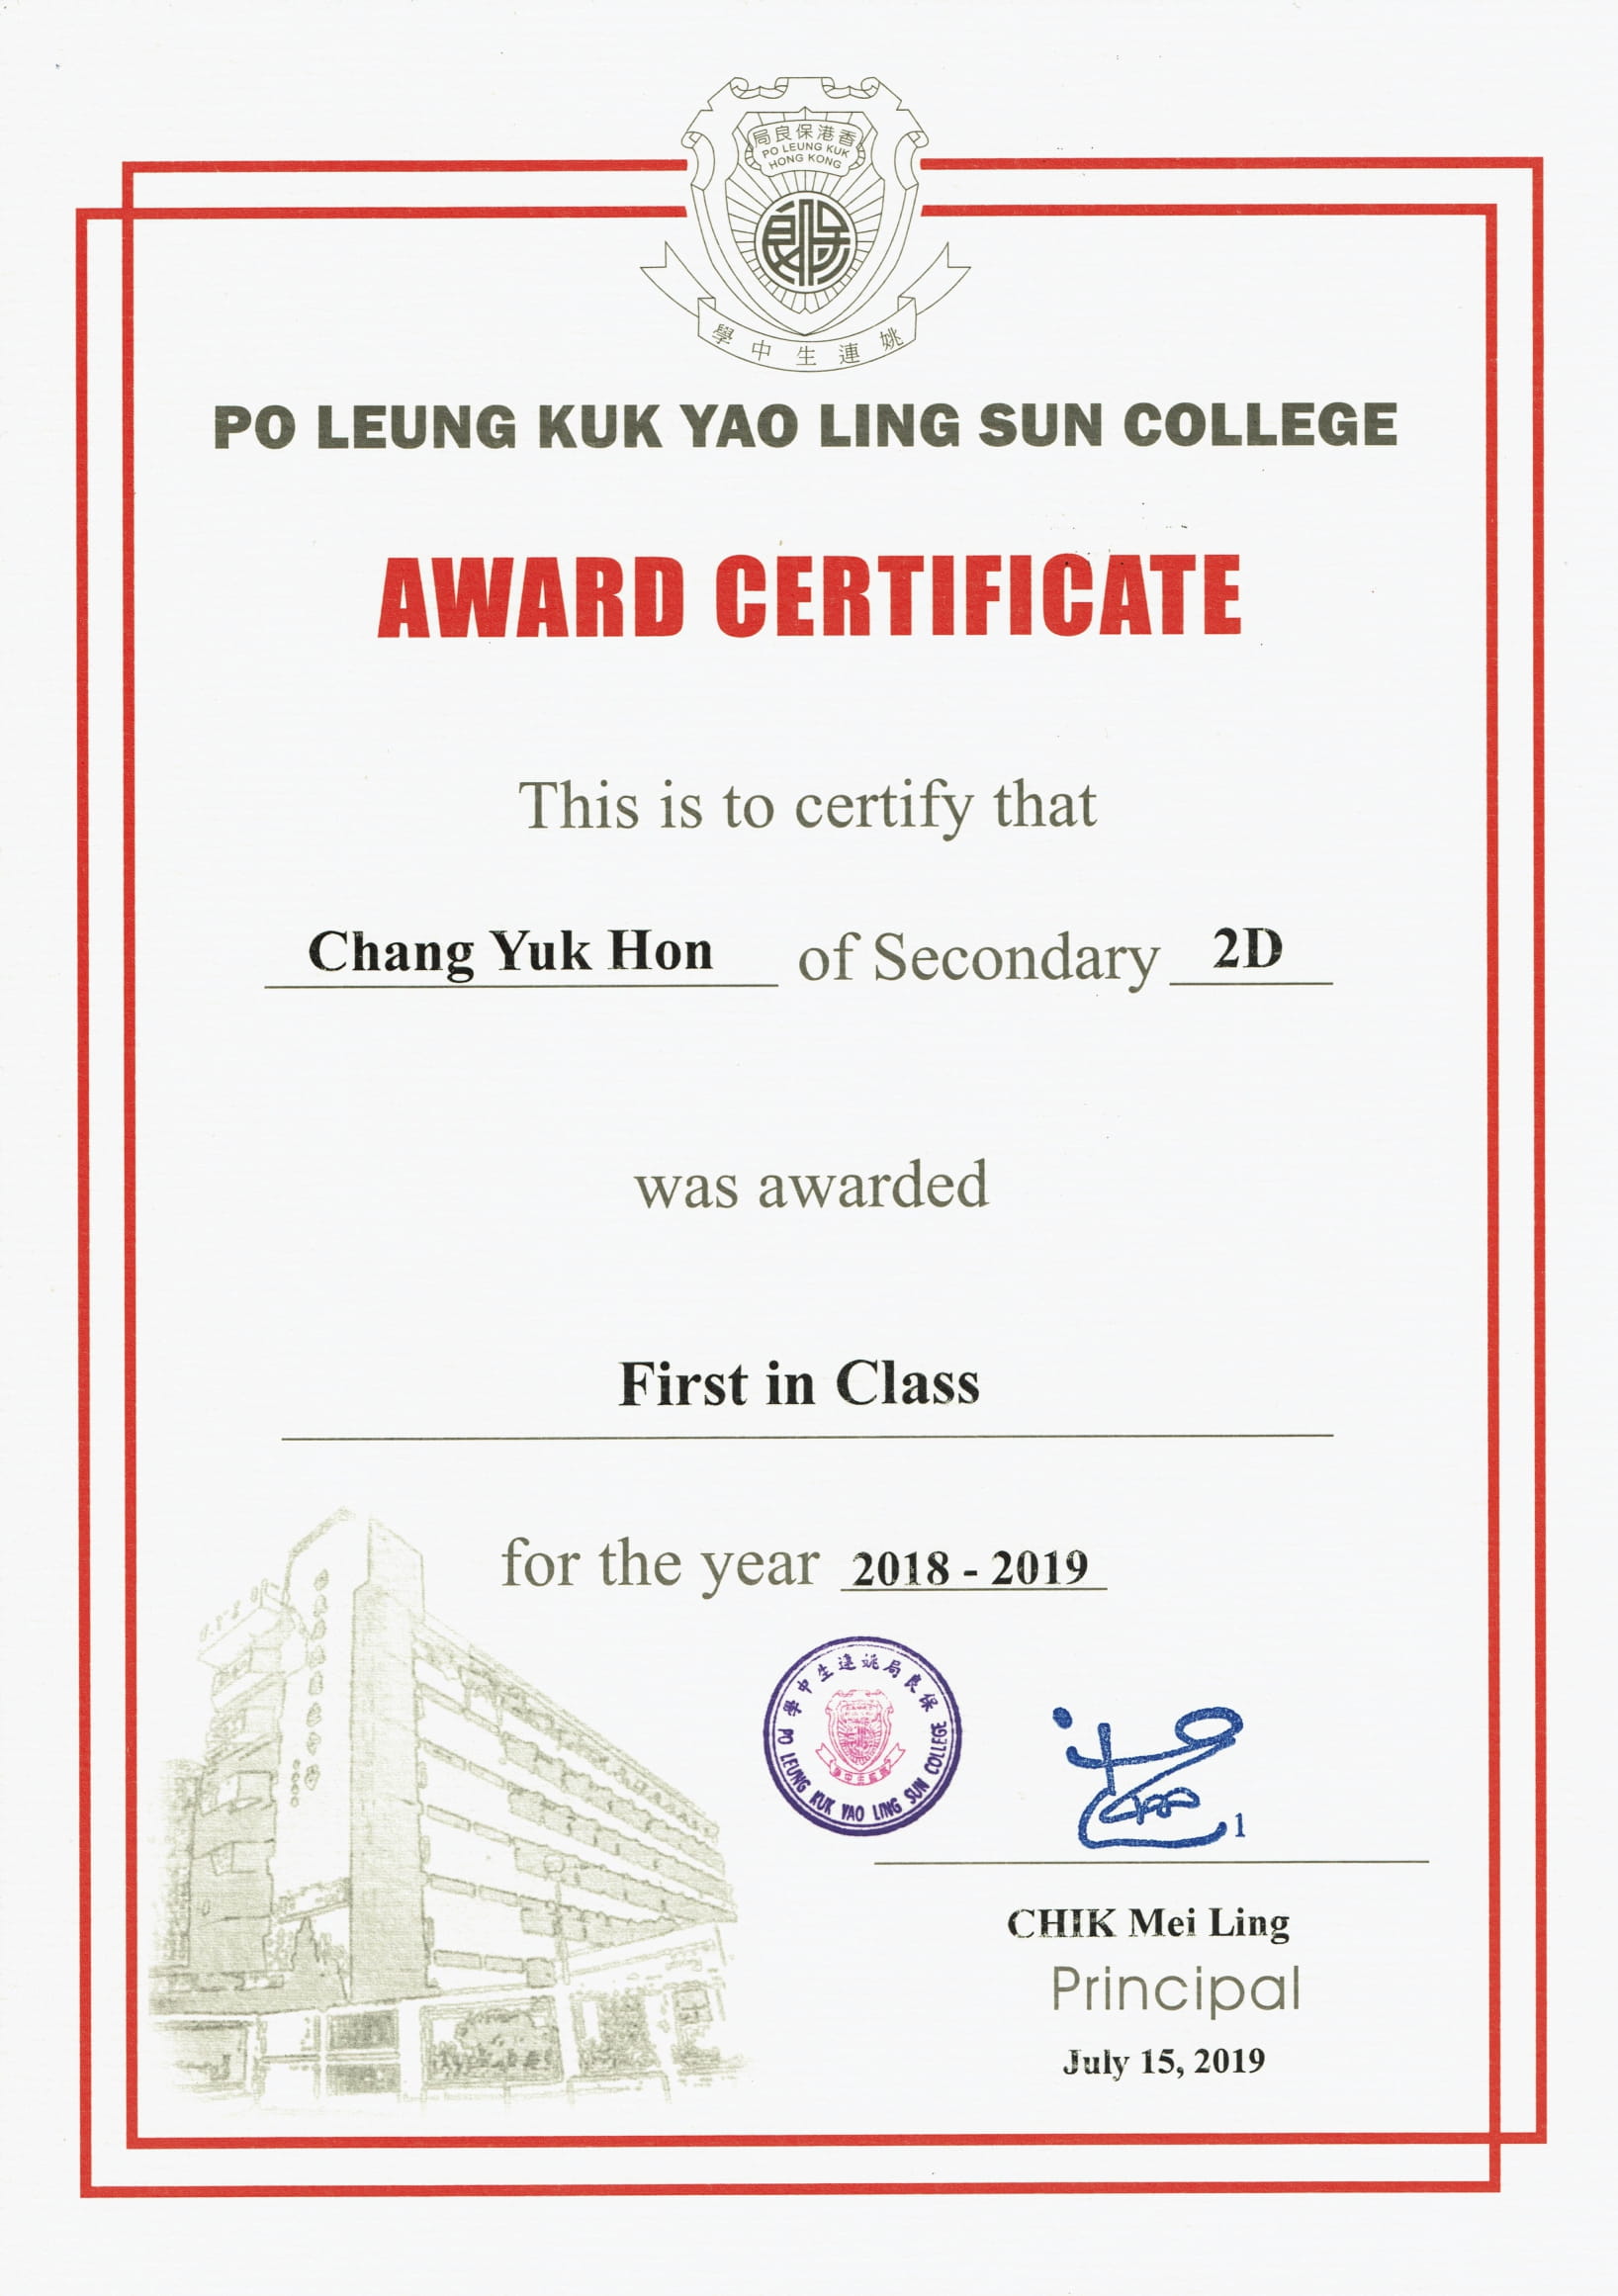 局良保港香
PO LEUNG KUK
HONG KONG
學中生連姚
PO LEUNG KUK YAO LING SUN COLLEGE
AWARD CERTIFICATE
This is to certify that
Chang Yuk Hon of Secondary 2D
was awarded
First in Class
for the year 2018 - 2019
學中生連姚局良保
PO LEUNG KUK YAO LING SUN COLLEGE
1
CHIK Mei Ling
Principal
July 15, 2019